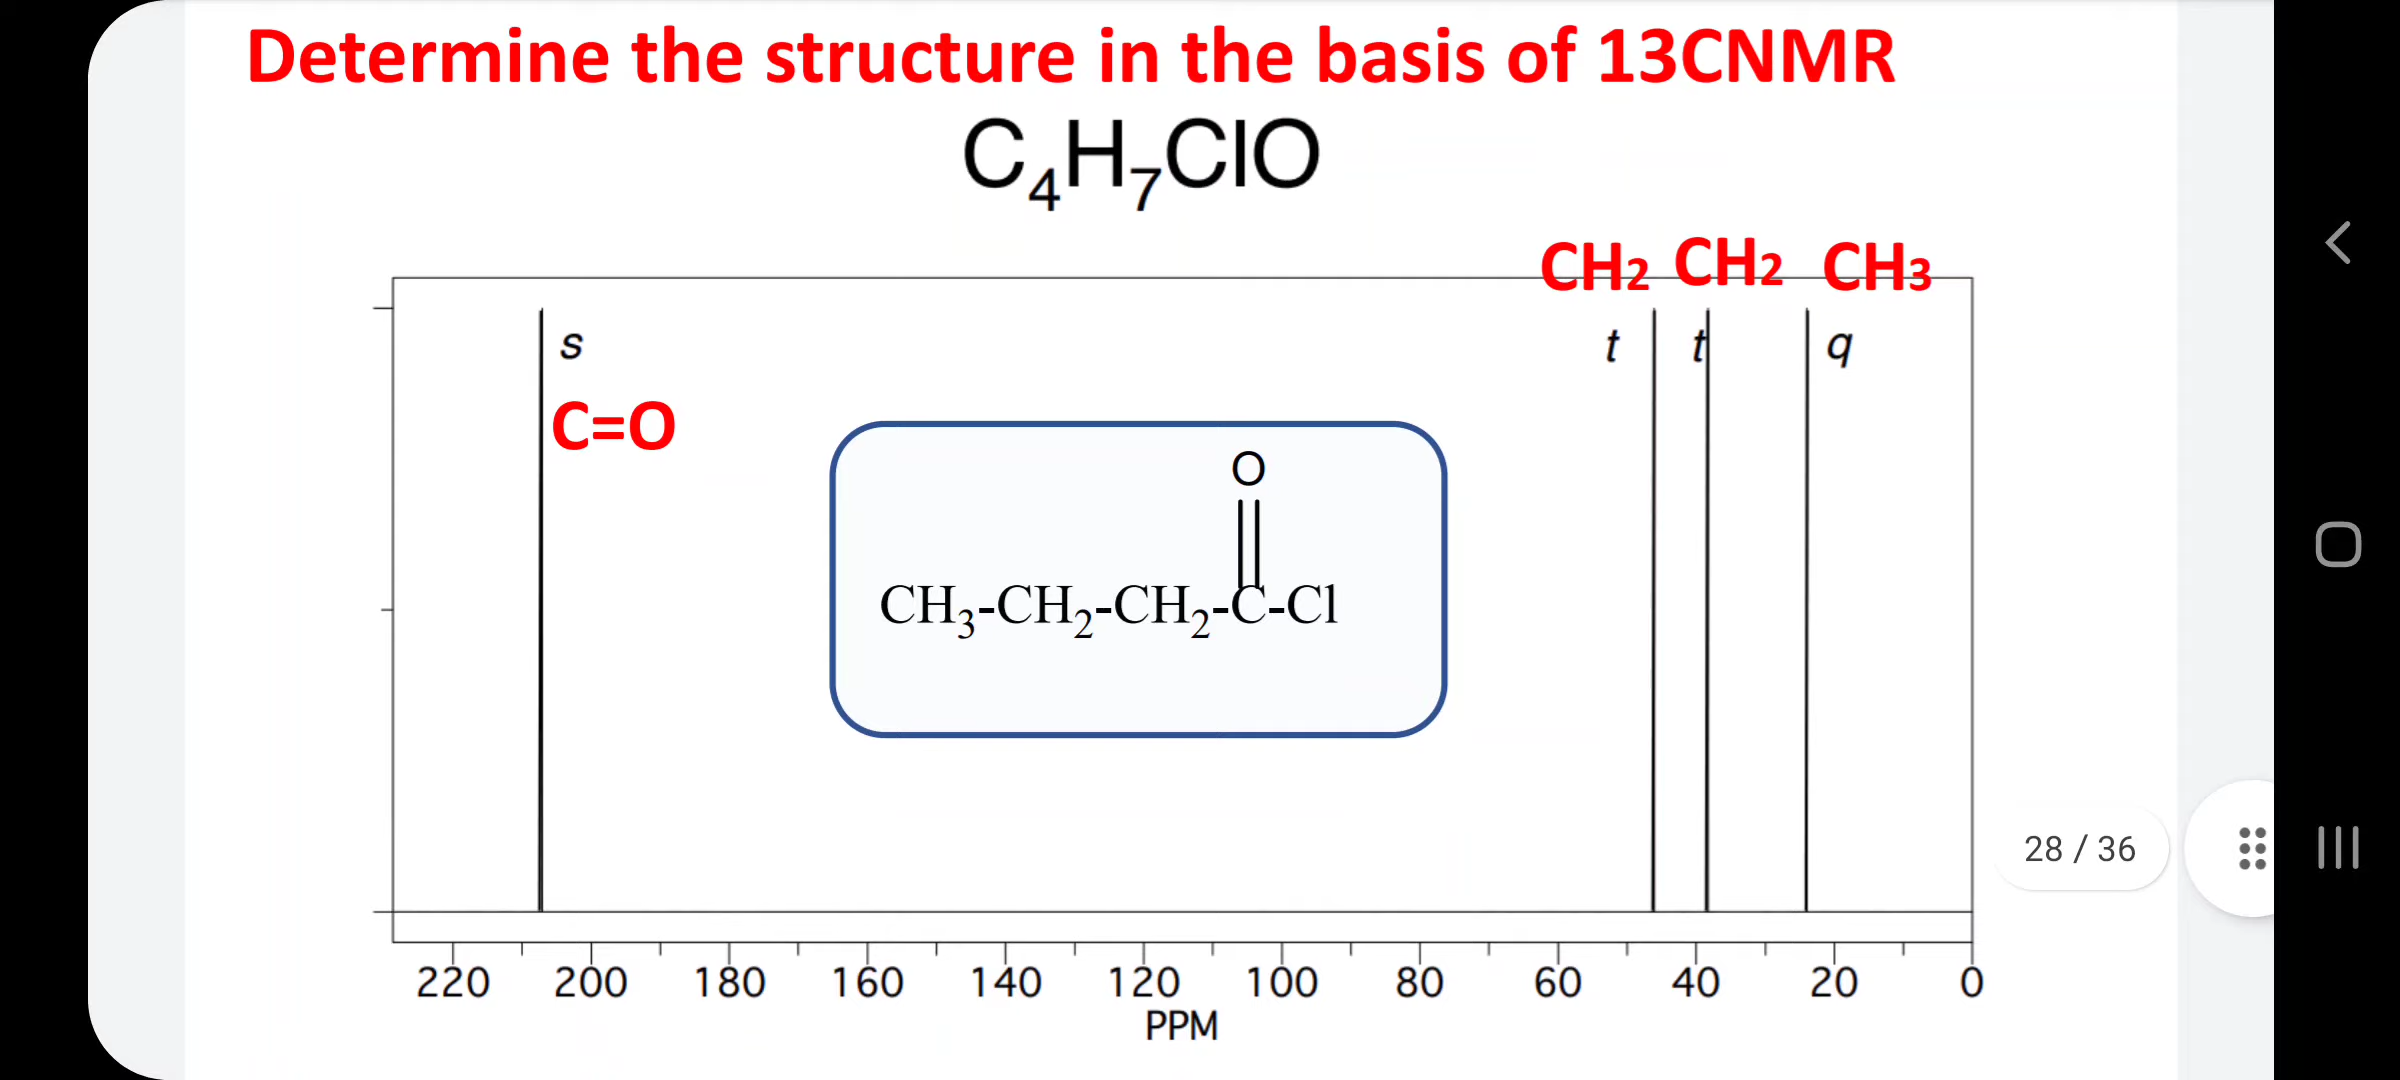 Determine the structure in the basis of 13CNMR
C₄H₇ClO
CH2 CH2 CH3
s t t q
C=O
O
CH₃-CH₂-CH₂-C-Cl
28 / 36
220 200 180 160 140 120 100 80 60 40 20 0
PPM